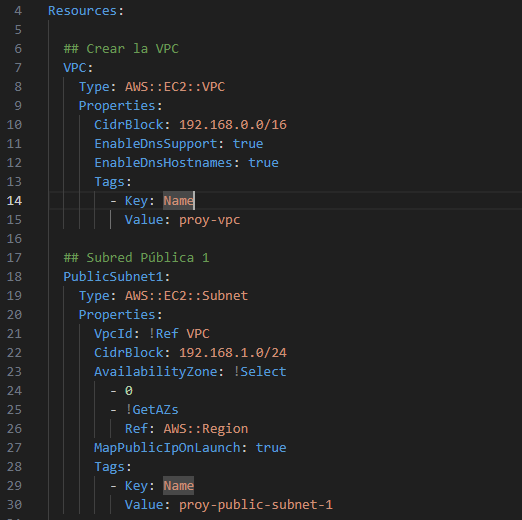 4 Resources:
5
6 ## Crear la VPC
7 VPC:
8 Type: AWS::EC2::VPC
9 Properties:
10 CidrBlock: 192.168.0.0/16
11 EnableDnsSupport: true
12 EnableDnsHostnames: true
13 Tags:
14 - Key: Name
15 Value: proy-vpc
16
17 ## Subred Pública 1
18 PublicSubnet1:
19 Type: AWS::EC2::Subnet
20 Properties:
21 VpcId: !Ref VPC
22 CidrBlock: 192.168.1.0/24
23 AvailabilityZone: !Select
24 - 0
25 - !GetAZs
26 Ref: AWS::Region
27 MapPublicIpOnLaunch: true
28 Tags:
29 - Key: Name
30 Value: proy-public-subnet-1